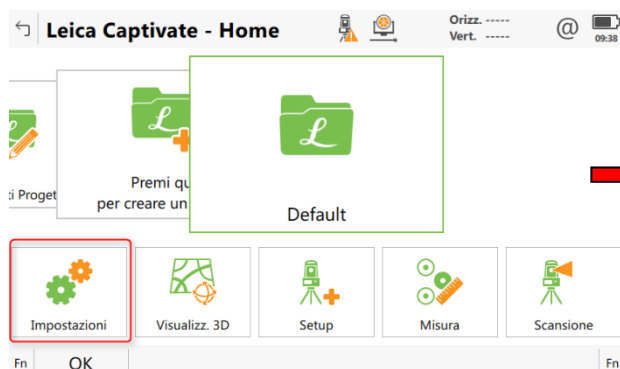 Leica Captivate - Home
Orizz. -----
Vert. -----
@
09:38
i Proget
Premi qu
per creare un
Default
Impostazioni
Visualizz. 3D
Setup
Misura
Scansione
Fn
OK
Fn